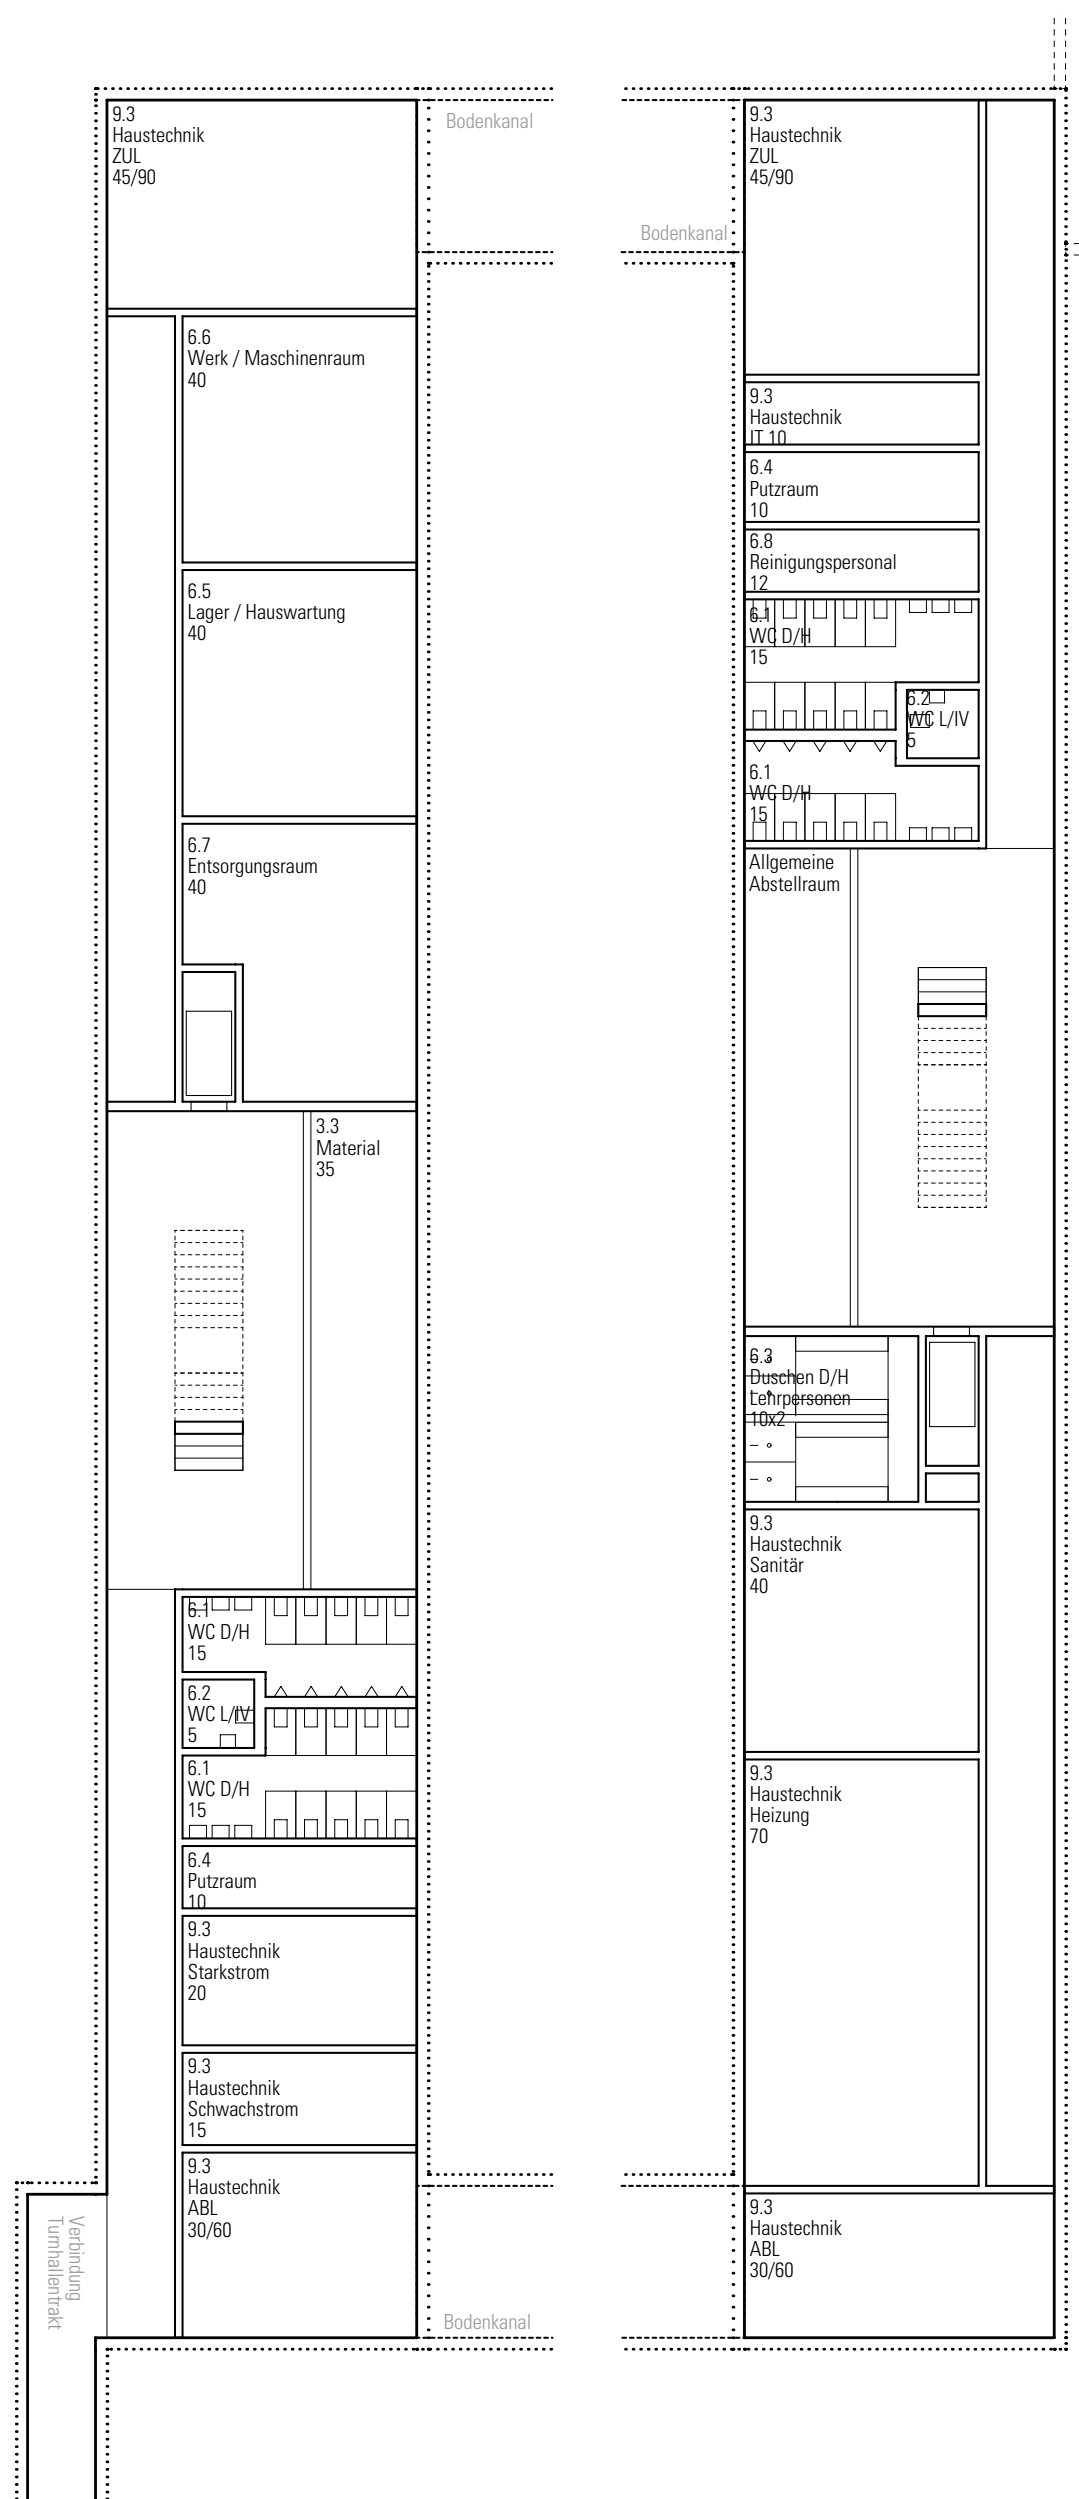 9.3
Haustechnik
ZUL
45/90
Bodenkanal
6.6
Werk / Maschinenraum
40
6.5
Lager / Hauswartung
40
6.7
Entsorgungsraum
40
3.3
Material
35
6.1
WC D/H
15
6.2
WC L/IV
5
6.1
WC D/H
15
6.4
Putzraum
10
9.3
Haustechnik
Starkstrom
20
9.3
Haustechnik
Schwachstrom
15
9.3
Haustechnik
ABL
30/60
Verbindung
Turnhallentrakt
Bodenkanal
Bodenkanal
9.3
Haustechnik
ZUL
45/90
9.3
Haustechnik
IT 10
6.4
Putzraum
10
6.8
Reinigungspersonal
12
6.1
WC D/H
15
6.2
WC L/IV
5
6.1
WC D/H
15
Allgemeine
Abstellraum
6.3
Duschen D/H
Lehrpersonen
10x2
9.3
Haustechnik
Sanitär
40
9.3
Haustechnik
Heizung
70
9.3
Haustechnik
ABL
30/60